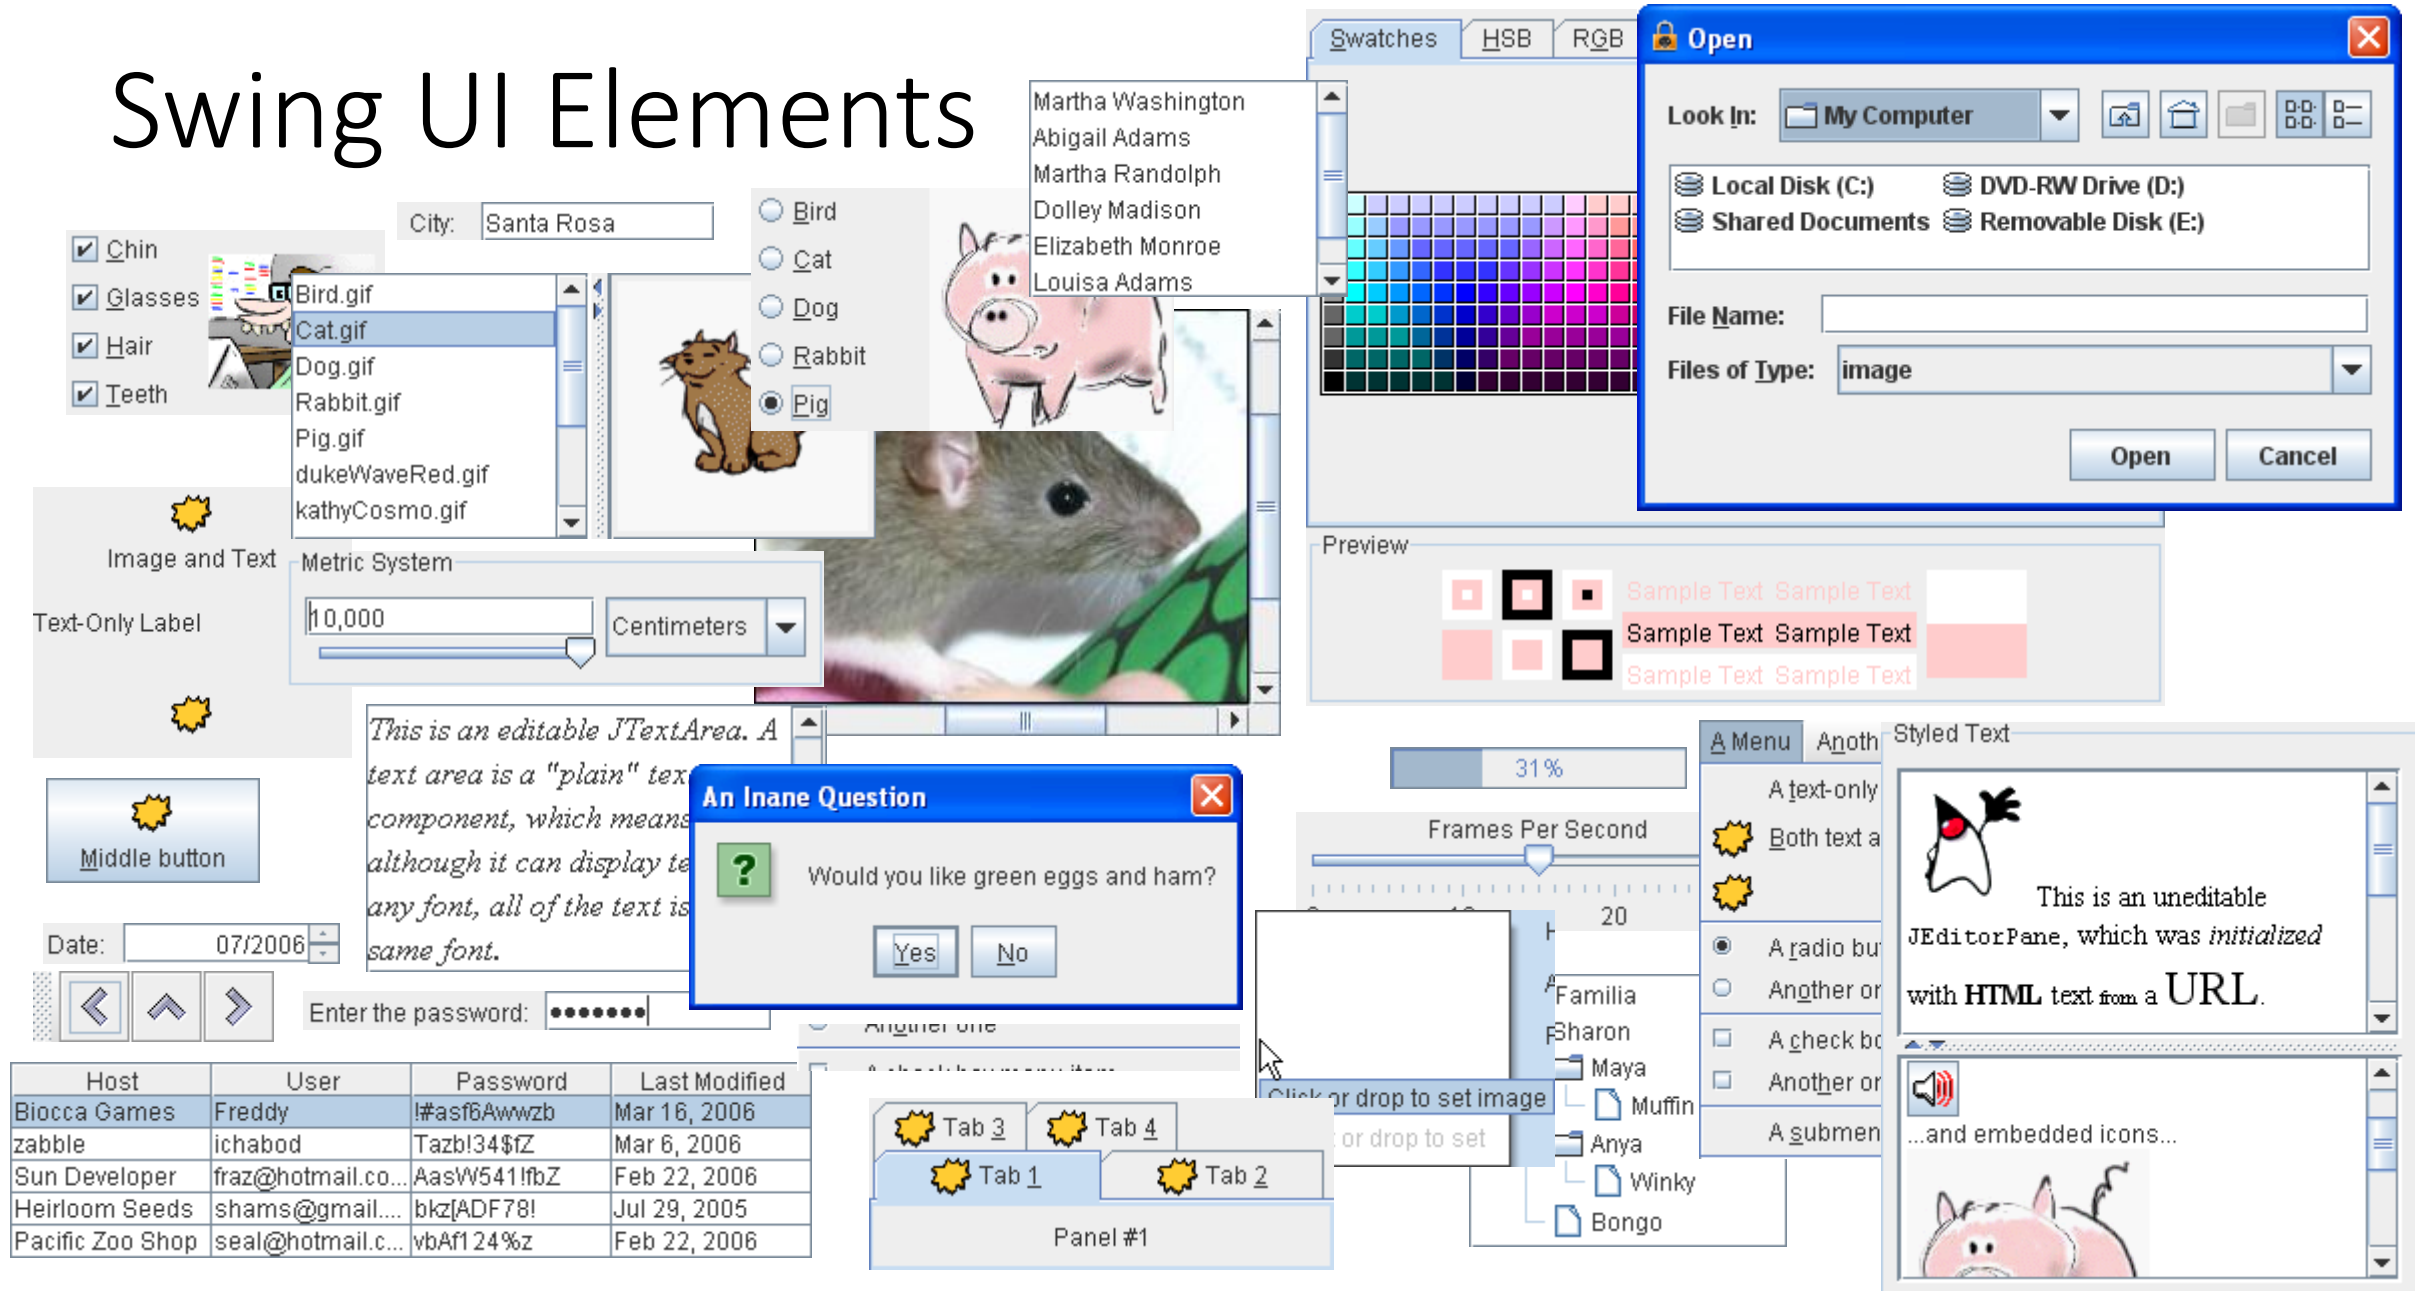 Swing UI Elements
Chin
Glasses
Hair
Teeth
City: Santa Rosa
Bird.gif
Cat.gif
Dog.gif
Rabbit.gif
Pig.gif
dukeWaveRed.gif
kathyCosmo.gif
Bird
Cat
Dog
Rabbit
Pig
Martha Washington
Abigail Adams
Martha Randolph
Dolley Madison
Elizabeth Monroe
Louisa Adams
Swatches HSB RGB
Open
Look In: My Computer
Local Disk (C:) DVD-RW Drive (D:)
Shared Documents Removable Disk (E:)
File Name:
Files of Type: image
Open Cancel
Preview
Sample Text Sample Text
Sample Text Sample Text
Sample Text Sample Text
Image and Text
Text-Only Label
Metric System
10,000
Centimeters
Middle button
This is an editable JTextArea. A
text area is a "plain" tex
component, which means
although it can display te
any font, all of the text is
same font.
An Inane Question
Would you like green eggs and ham?
Yes No
Date: 07/2006
Enter the password: •••••••
Another one
Host User Password Last Modified
Biocca Games Freddy !#asf6Awwzb Mar 16, 2006
zabble ichabod Tazb!34$fZ Mar 6, 2006
Sun Developer fraz@hotmail.co... AasW541!fbZ Feb 22, 2006
Heirloom Seeds shams@gmail.... bkz[ADF78! Jul 29, 2005
Pacific Zoo Shop seal@hotmail.c... vbAf124%z Feb 22, 2006
Tab 3 Tab 4
Tab 1 Tab 2
Panel #1
31%
Frames Per Second
20
Click or drop to set image
or drop to set
Familia
Sharon
Maya
Muffin
Anya
Winky
Bongo
A Menu Anoth
A text-only
Both text a
A radio bu
Another or
A check bo
Another or
A submen
Styled Text
This is an uneditable
JEditorPane, which was initialized
with HTML text from a URL.
...and embedded icons...